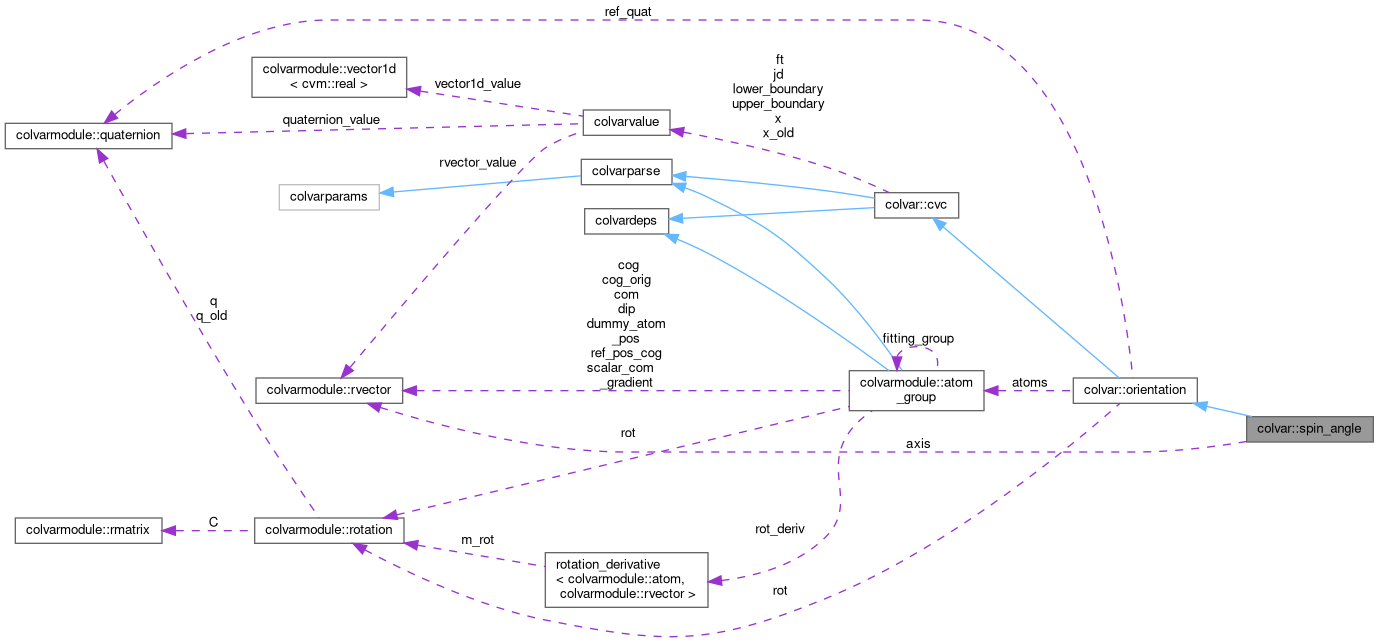 ref_quat
colvarmodule::vector1d
< cvm::real >
vector1d_value
ft
jd
lower_boundary
upper_boundary
x
x_old
colvarmodule::quaternion
quaternion_value
colvarvalue
rvector_value
colvarparse
colvarparams
colvar::cvc
colvardeps
cog
cog_orig
com
dip
dummy_atom
_pos
ref_pos_cog
scalar_com
_gradient
q
q_old
fitting_group
colvarmodule::rvector
colvarmodule::atom
_group
atoms
colvar::orientation
colvar::spin_angle
rot
axis
colvarmodule::rmatrix
C
colvarmodule::rotation
m_rot
rot_deriv
rotation_derivative
< colvarmodule::atom,
colvarmodule::rvector >
rot